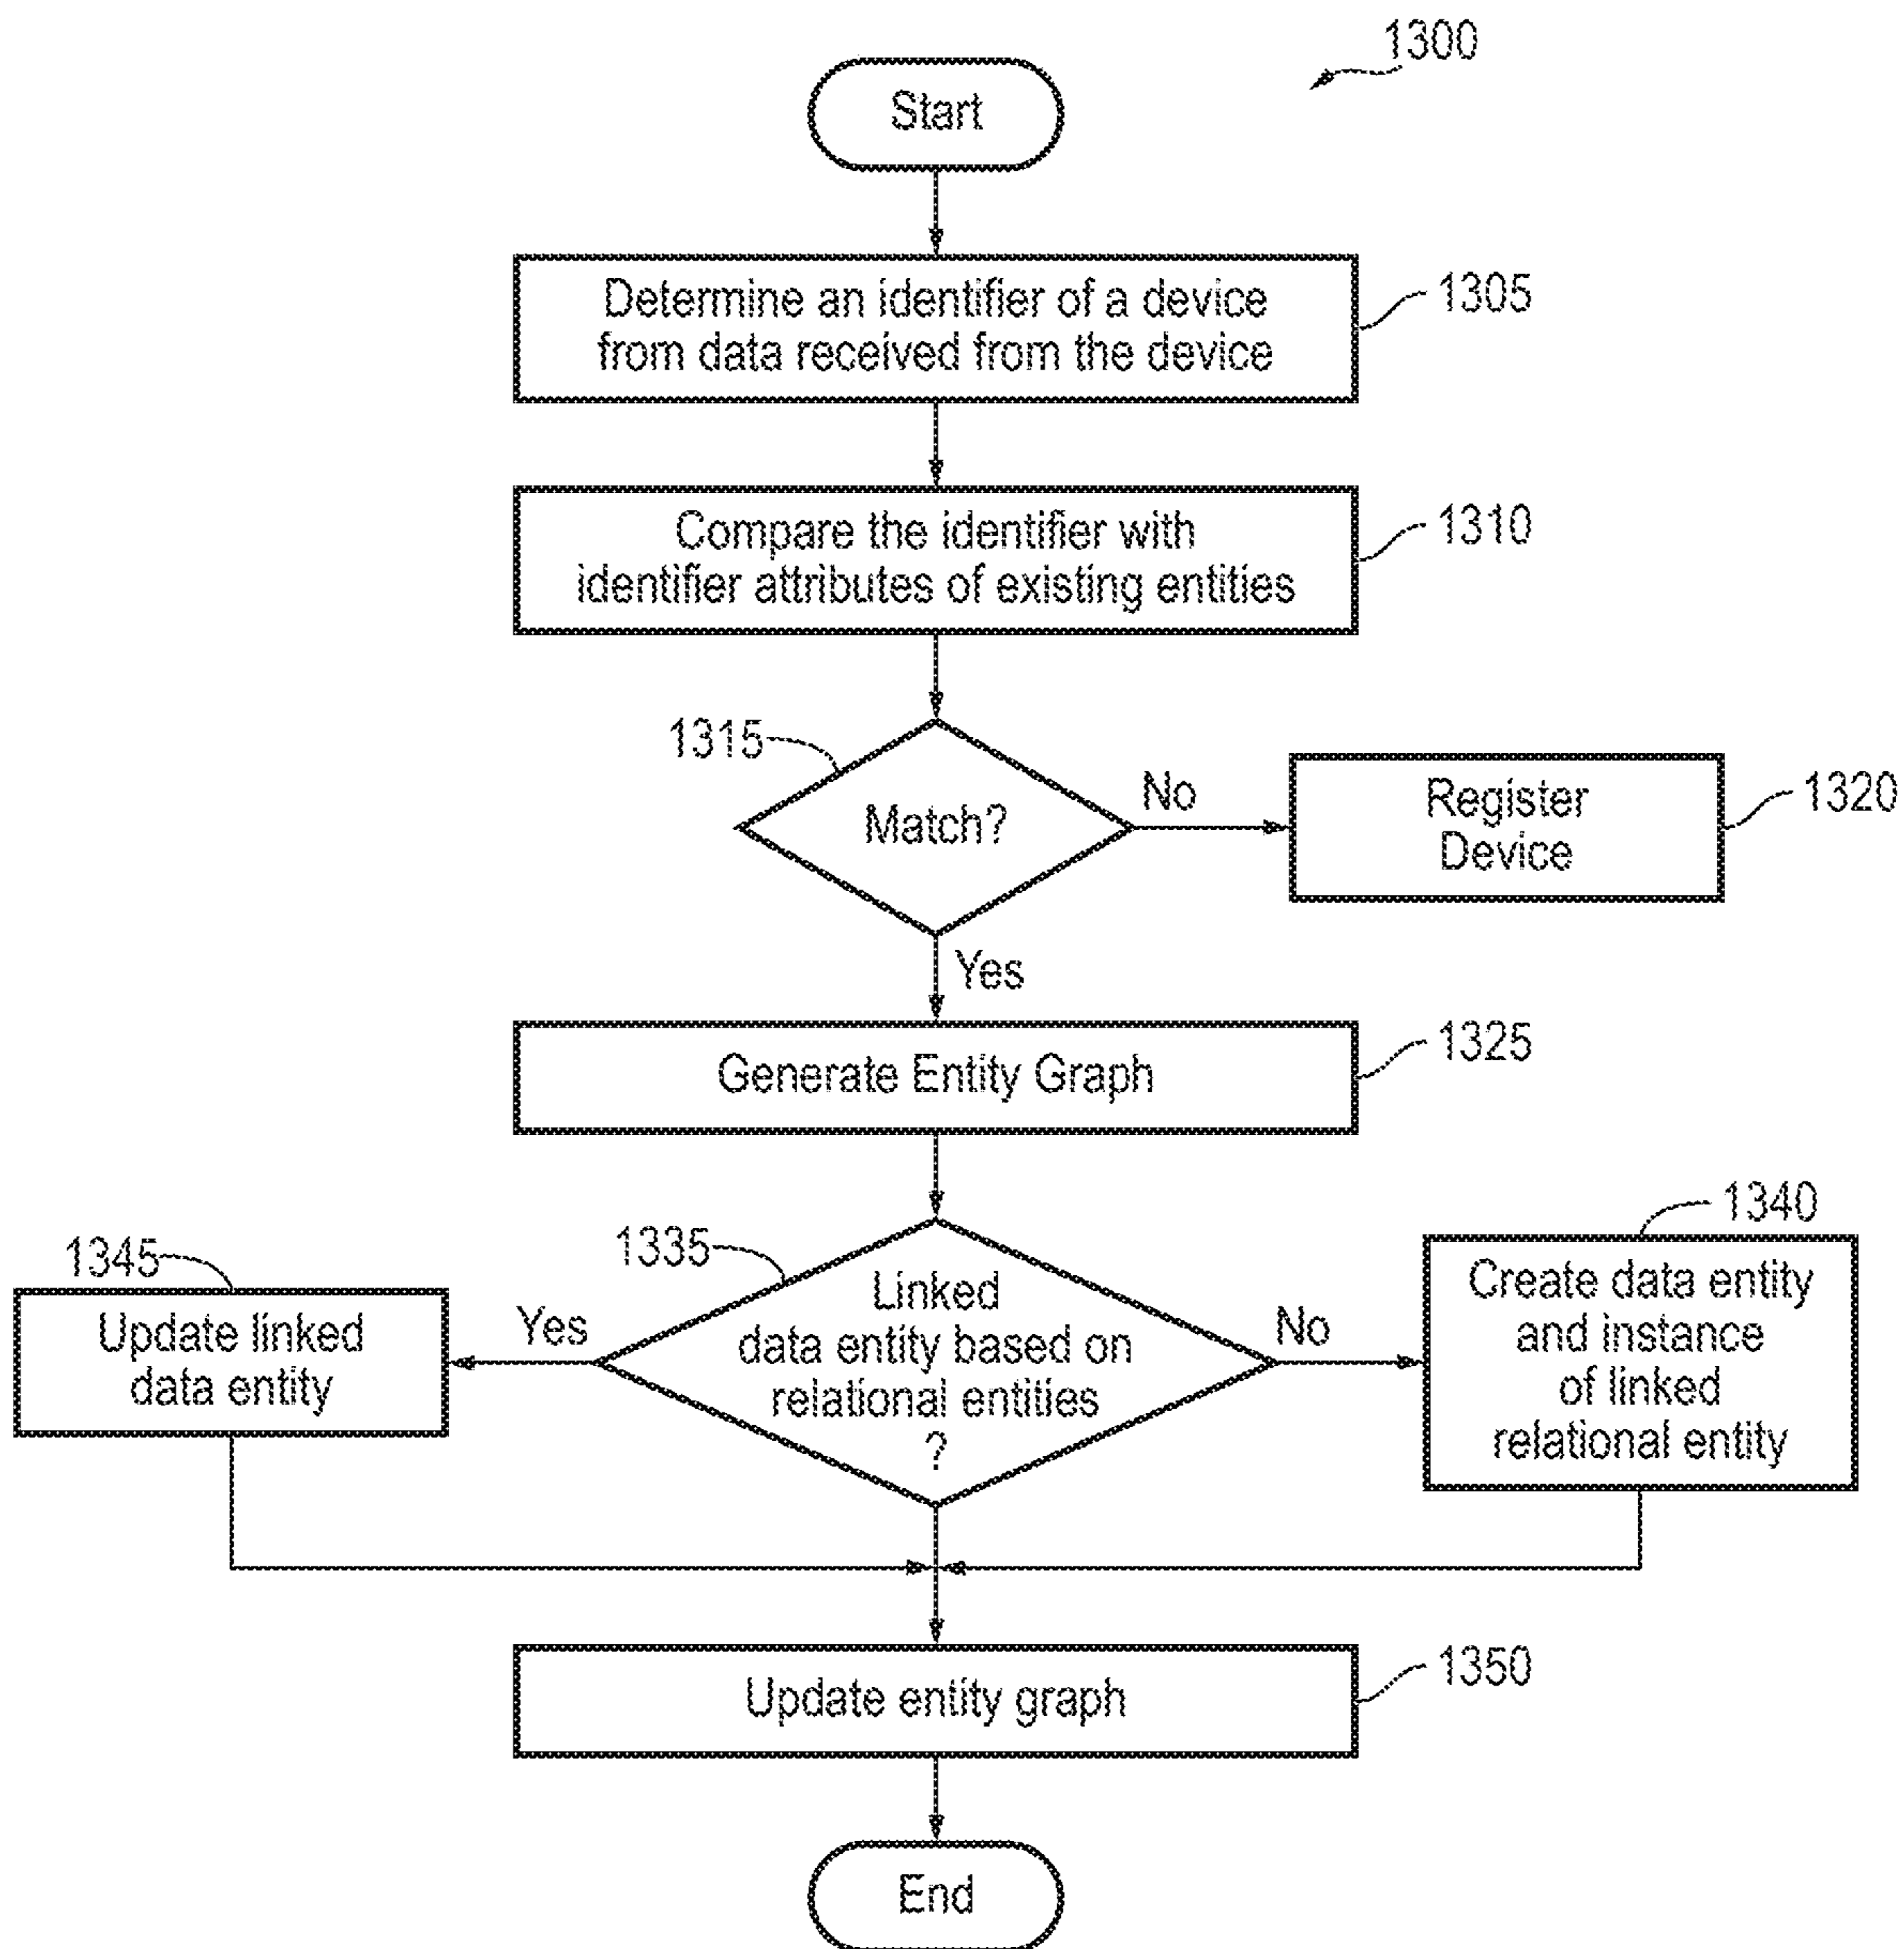 1300
Start
Determine an identifier of a device
from data received from the device
1305
Compare the identifier with
identifier attributes of existing entities
1310
1315
Match?
No
Register
Device
1320
Yes
Generate Entity Graph
1325
1335
Linked
data entity based on
relational entities
?
Yes
1345
Update linked
data entity
No
1340
Create data entity
and instance
of linked
relational entity
Update entity graph
1350
End